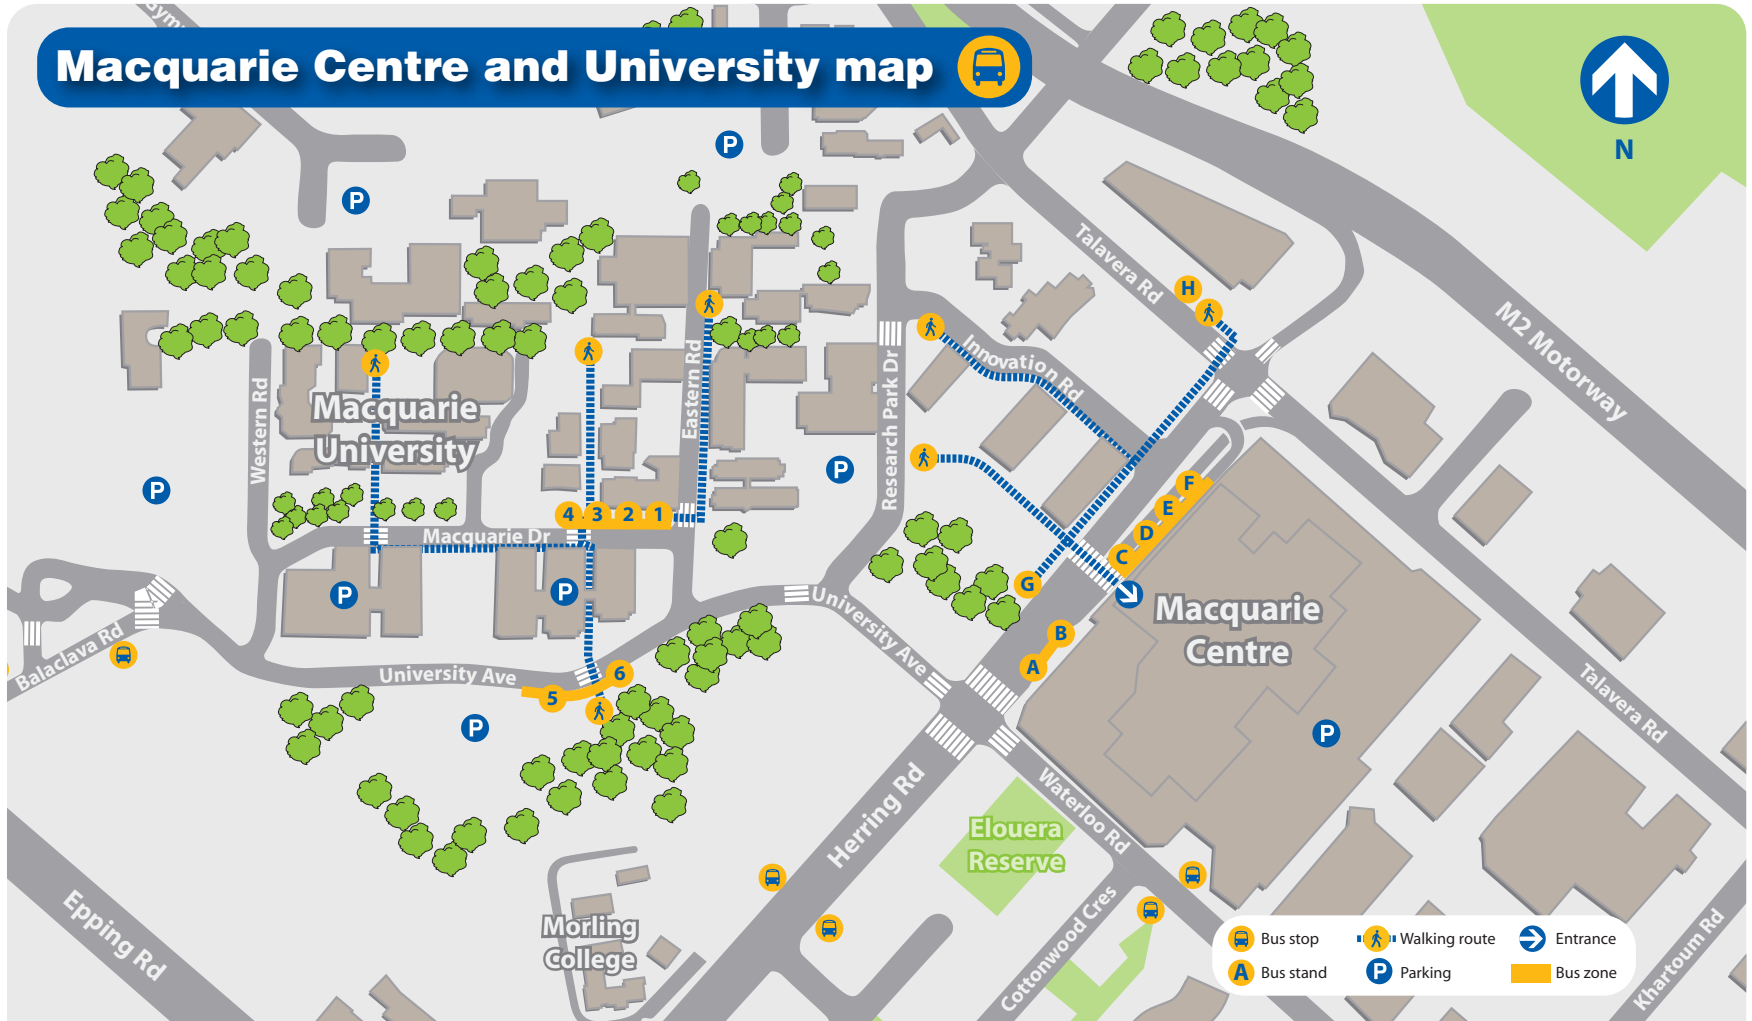 Macquarie Centre and University map
N
P
P
Talavera Rd
H
M2 Motorway
Innovation Rd
Research Park Dr
Eastern Rd
Western Rd
Macquarie
University
P
P
4
3
2
1
Macquarie Dr
F
E
D
C
G
B
A
P
P
University Ave
Macquarie
Centre
Balaclava Rd
University Ave
5
6
P
P
Talavera Rd
Waterloo Rd
Herring Rd
Elouera
Reserve
Cottonwood Cres
Morling
College
Epping Rd
Khartoum Rd
Bus stop
Walking route
Entrance
A
Bus stand
P
Parking
Bus zone